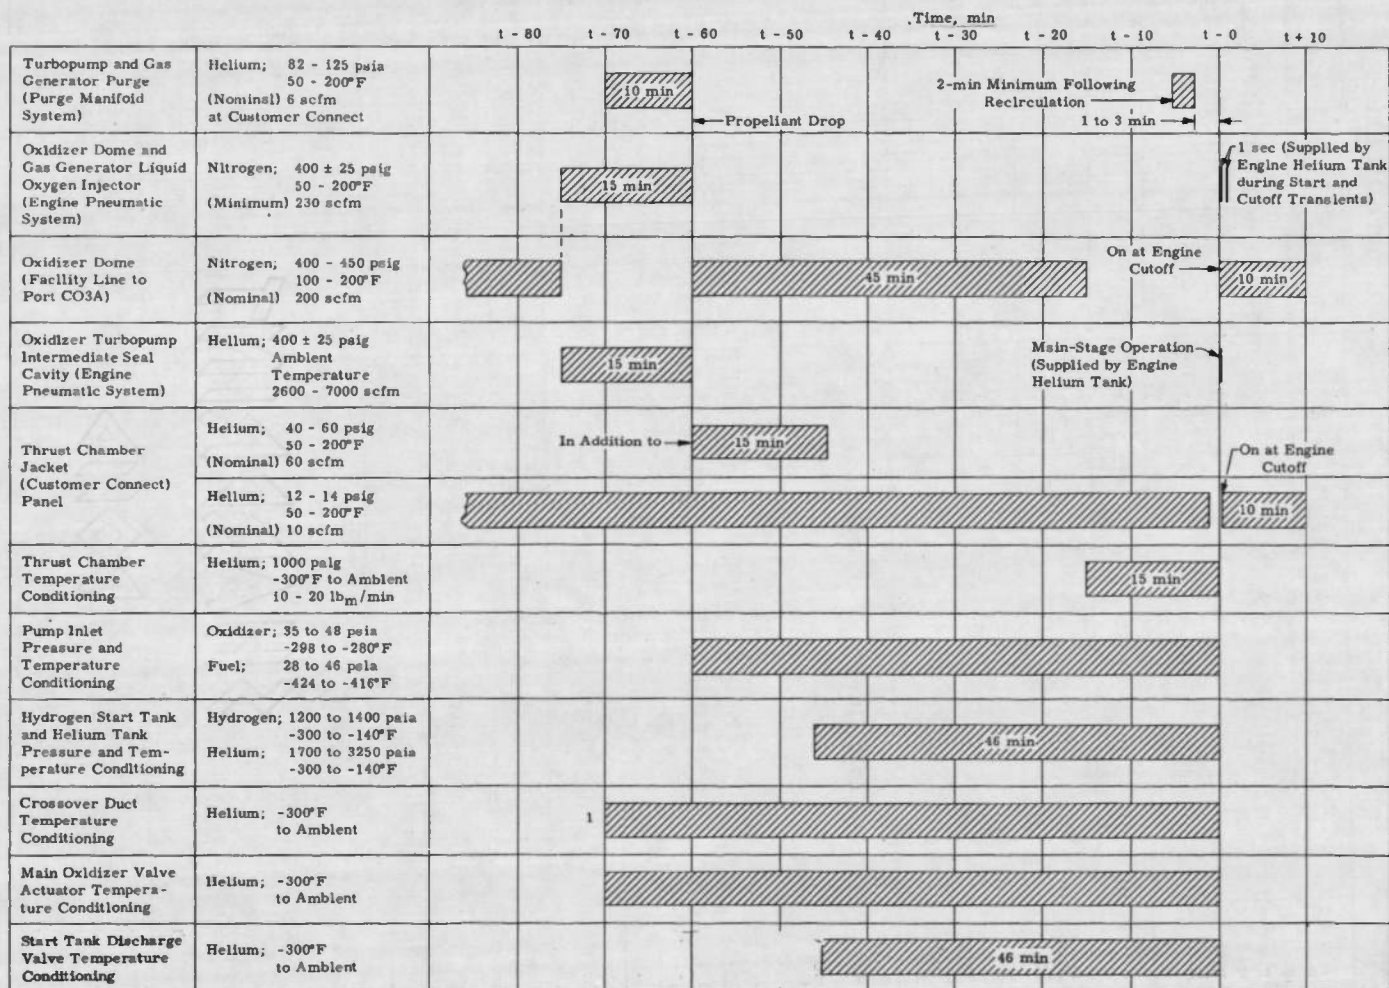 Time, min
t - 80 t - 70 t - 60 t - 50 t - 40 t - 30 t - 20 t - 10 t - 0 t + 10
Turbopump and Gas
Generator Purge
(Purge Manifold
System)
Helium; 82 - 125 psia
50 - 200°F
(Nominal) 6 scfm
at Customer Connect
10 min
Propellant Drop
2-min Minimum Following
Recirculation
1 to 3 min
Oxidizer Dome and
Gas Generator Liquid
Oxygen Injector
(Engine Pneumatic
System)
Nitrogen; 400 ± 25 psig
50 - 200°F
(Minimum) 230 scfm
15 min
1 sec (Supplied by
Engine Helium Tank
during Start and
Cutoff Transients)
Oxidizer Dome
(Facility Line to
Port CO3A)
Nitrogen; 400 - 450 psig
100 - 200°F
(Nominal) 200 scfm
45 min
On at Engine
Cutoff
10 min
Oxidizer Turbopump
Intermediate Seal
Cavity (Engine
Pneumatic System)
Helium; 400 ± 25 psig
Ambient
Temperature
2600 - 7000 scfm
15 min
Main-Stage Operation
(Supplied by Engine
Helium Tank)
Thrust Chamber
Jacket
(Customer Connect)
Panel
Helium; 40 - 60 psig
50 - 200°F
(Nominal) 60 scfm
In Addition to
15 min
Helium; 12 - 14 psig
50 - 200°F
(Nominal) 10 scfm
On at Engine
Cutoff
10 min
Thrust Chamber
Temperature
Conditioning
Helium; 1000 psig
-300°F to Ambient
10 - 20 lbm/min
15 min
Pump Inlet
Pressure and
Temperature
Conditioning
Oxidizer; 35 to 48 psia
-298 to -280°F
Fuel; 28 to 46 psia
-424 to -416°F
Hydrogen Start Tank
and Helium Tank
Pressure and Tem-
perature Conditioning
Hydrogen; 1200 to 1400 psia
-300 to -140°F
Helium; 1700 to 3250 psia
-300 to -140°F
46 min
Crossover Duct
Temperature
Conditioning
Helium; -300°F
to Ambient
1
Main Oxidizer Valve
Actuator Tempera-
ture Conditioning
Helium; -300°F
to Ambient
Start Tank Discharge
Valve Temperature
Conditioning
Helium; -300°F
to Ambient
46 min